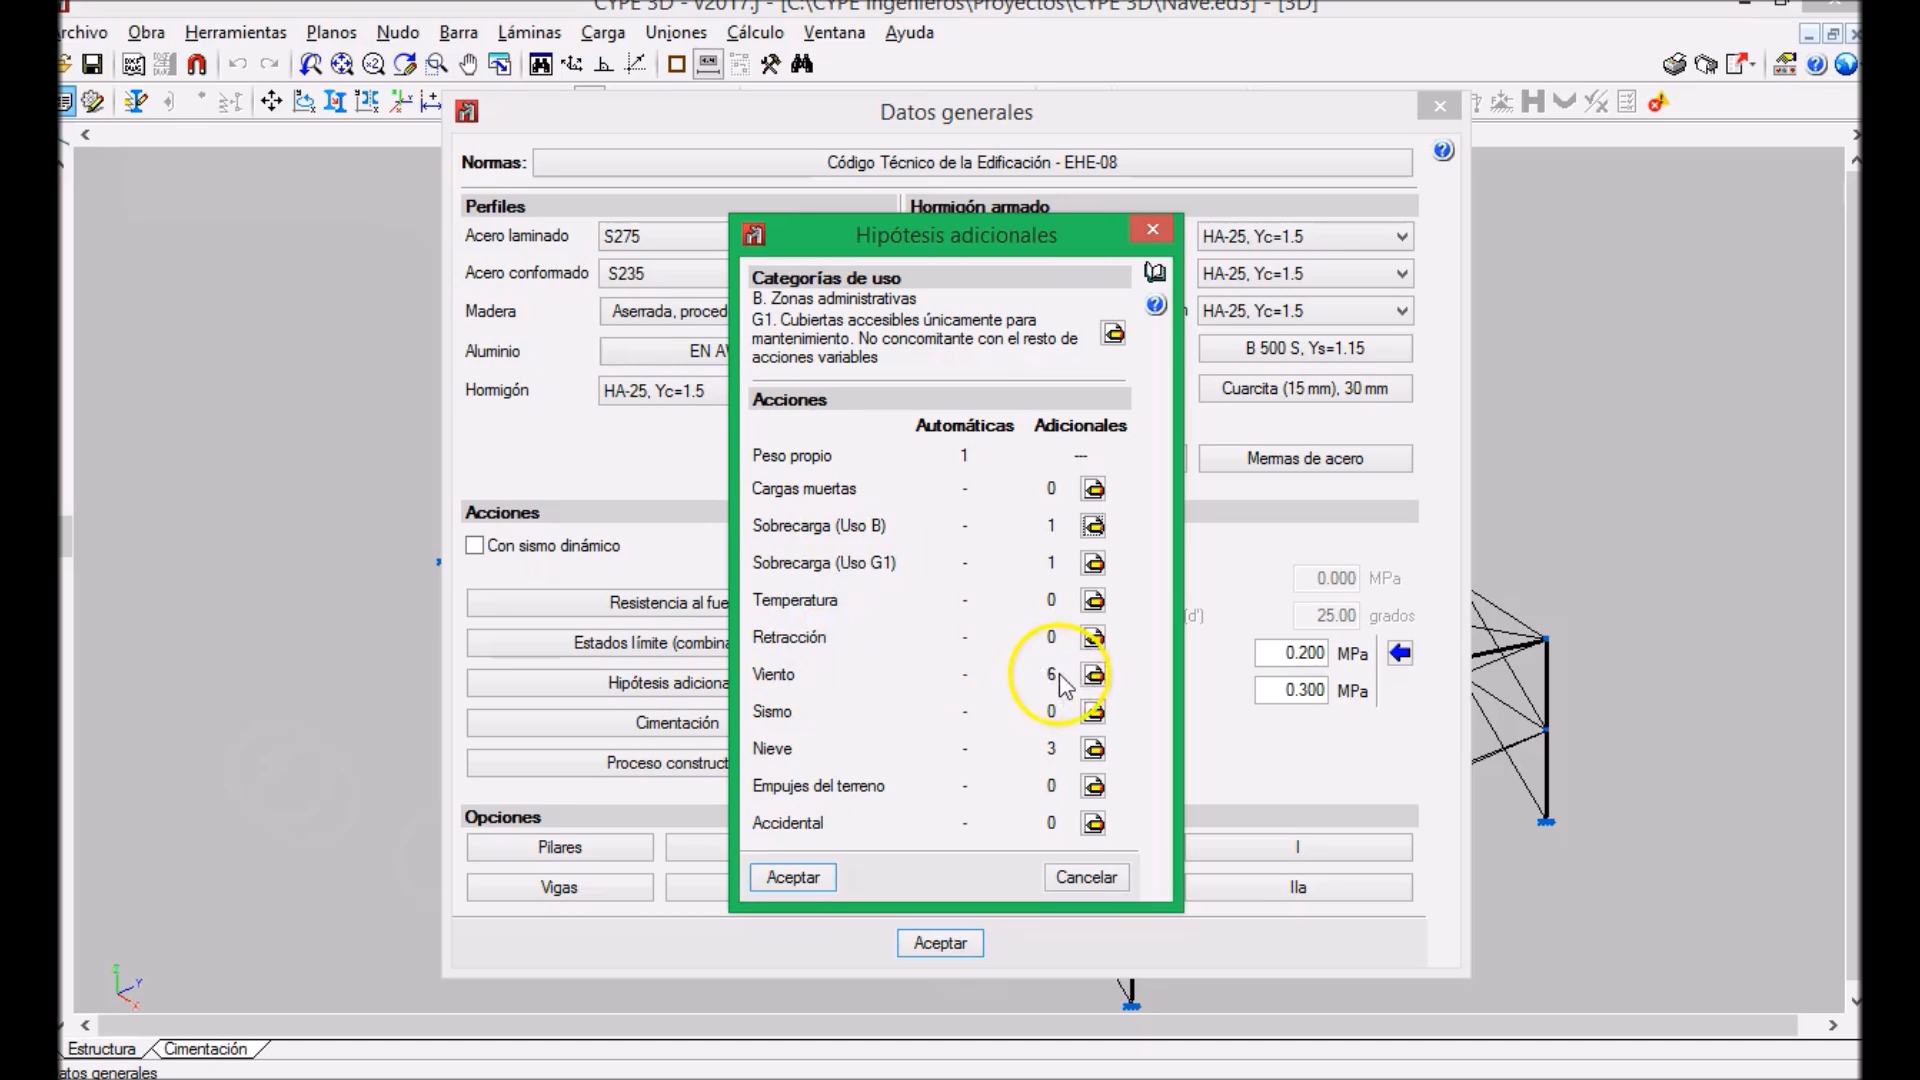 CYPE 3D - v2017.j - [C:\CYPE Ingenieros\Proyectos\CYPE 3D\Nave.ed3] - [3D]
rchivo Obra Herramientas Planos Nudo Barra Láminas Carga Uniones Cálculo Ventana Ayuda
Datos generales
Normas: Código Técnico de la Edificación - EHE-08
Perfiles
Hormigón armado
Acero laminado S275
HA-25, Yc=1.5
Acero conformado S235
HA-25, Yc=1.5
Madera Aserrada, proced
HA-25, Yc=1.5
Aluminio EN AW
B 500 S, Ys=1.15
Hormigón HA-25, Yc=1.5
Cuarcita (15 mm), 30 mm
Mermas de acero
Acciones
Con sismo dinámico
Resistencia al fue
Estados límite (combina
Hipótesis adiciona
Cimentación
Proceso construct
0.000 MPa
(d') 25.00 grados
0.200 MPa
0.300 MPa
Opciones
Pilares
Vigas
I
IIa
Aceptar
Hipótesis adicionales
Categorías de uso
B. Zonas administrativas
G1. Cubiertas accesibles únicamente para
mantenimiento. No concomitante con el resto de
acciones variables
Acciones
Automáticas Adicionales
Peso propio 1 ---
Cargas muertas - 0
Sobrecarga (Uso B) - 1
Sobrecarga (Uso G1) - 1
Temperatura - 0
Retracción - 0
Viento - 6
Sismo - 0
Nieve - 3
Empujes del terreno - 0
Accidental - 0
Aceptar Cancelar
Z
Y
X
Estructura Cimentación
atos generales